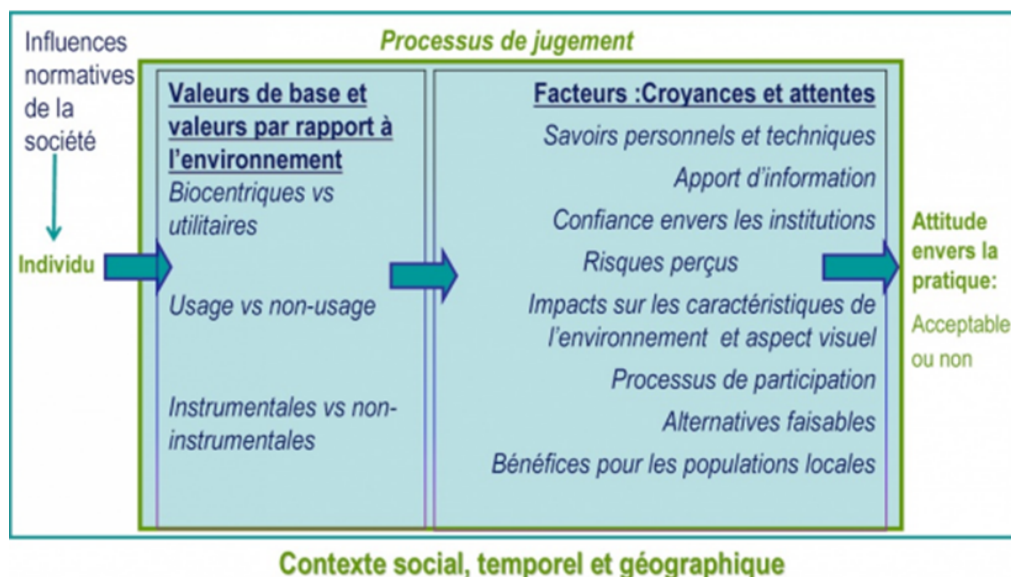 Influences
normatives
de la
société
Individu
Processus de jugement
Valeurs de base et
valeurs par rapport à
l'environnement
Biocentriques vs
utilitaires
Usage vs non-usage
Instrumentales vs non-
instrumentales
Facteurs :Croyances et attentes
Savoirs personnels et techniques
Apport d'information
Confiance envers les institutions
Risques perçus
Impacts sur les caractéristiques de
l'environnement et aspect visuel
Processus de participation
Alternatives faisables
Bénéfices pour les populations locales
Attitude
envers la
pratique:
Acceptable
ou non
Contexte social, temporel et géographique